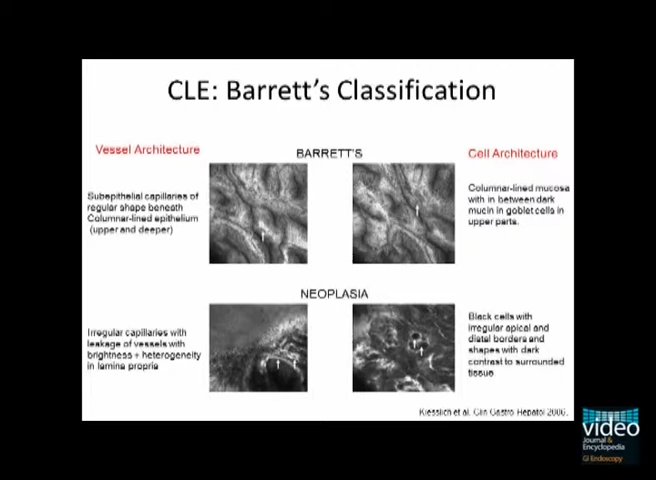 CLE: Barrett's Classification
Vessel Architecture
BARRETT'S
Cell Architecture
Subepithelial capillaries of
regular shape beneath
Columnar-lined epithelium
(upper and deeper)
Columnar-lined mucosa
with in between dark
mucin in goblet cells in
upper parts.
NEOPLASIA
Irregular capillaries with
leakage of vessels with
brightness + heterogeneity
in lamina propria
Black cells with
irregular apical and
distal borders and
shapes with dark
contrast to surrounded
tissue
Kiesslich et al. Clin Gastro Hepatol 2006.
video
Journal &
Encyclopedia
GI Endoscopy